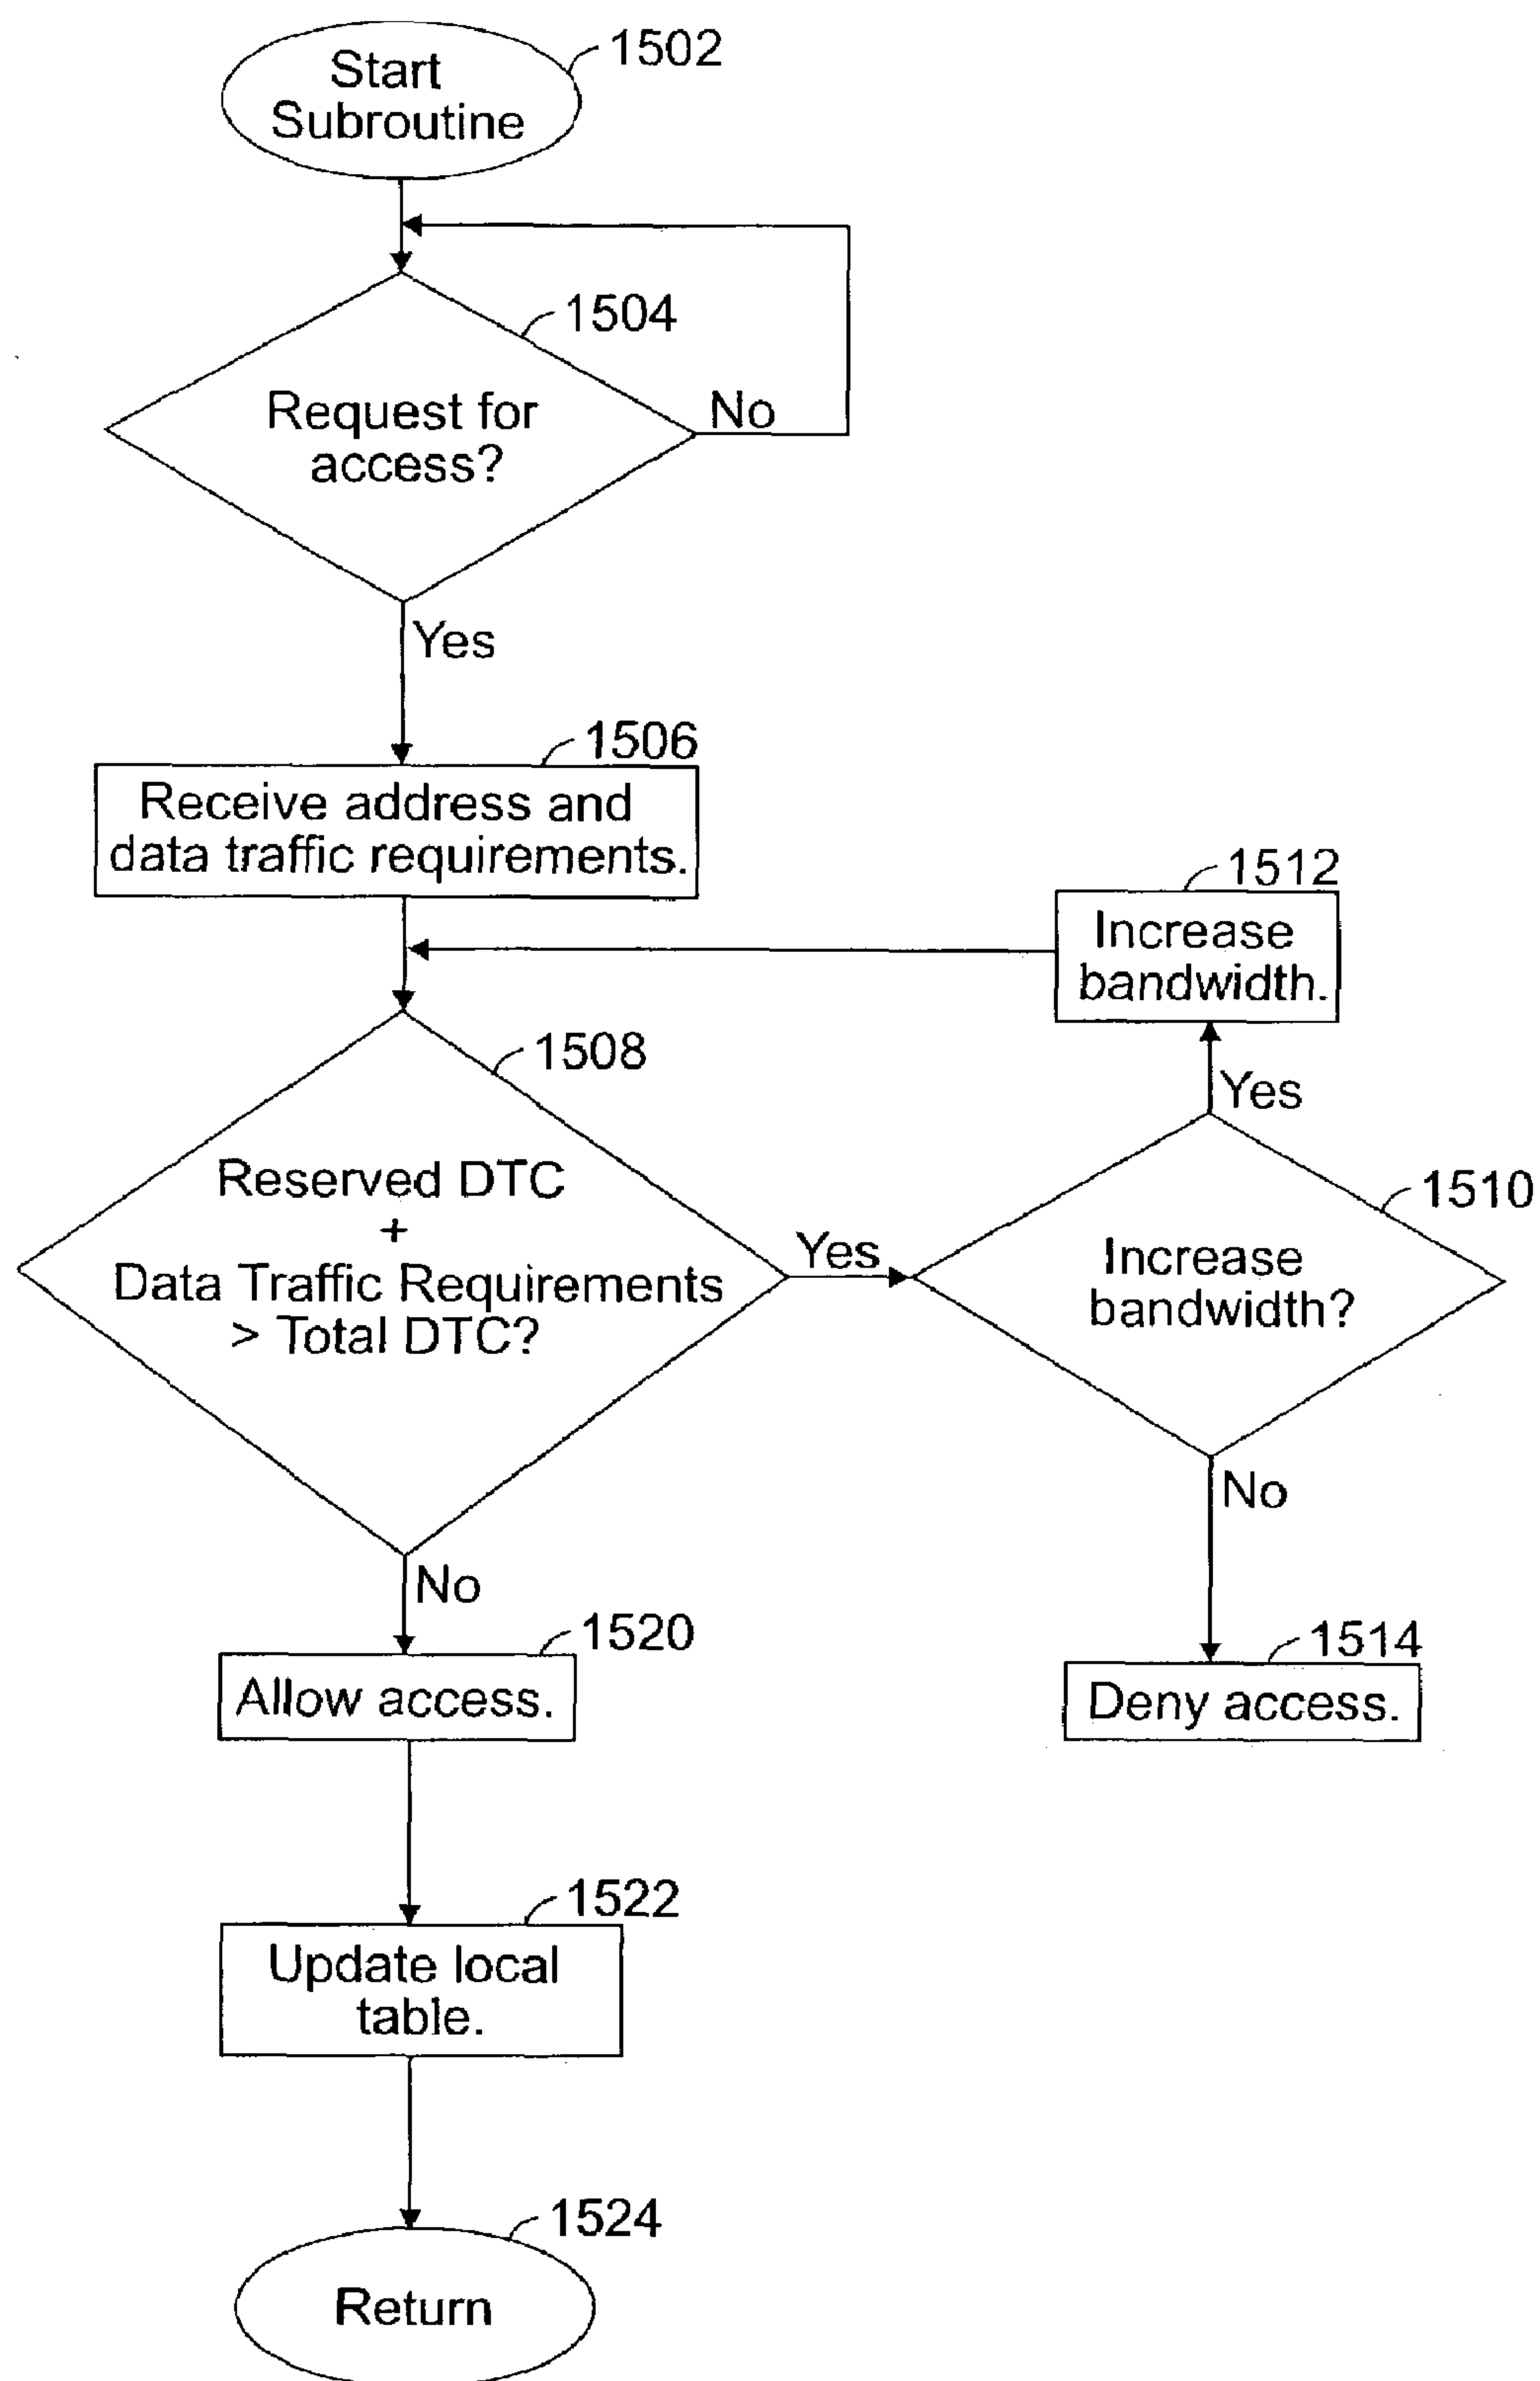 1502
Start
Subroutine
1504
Request for
access?
No
Yes
1506
Receive address and
data traffic requirements.
1512
Increase
bandwidth.
1508
Reserved DTC
+
Data Traffic Requirements
> Total DTC?
Yes
Yes
1510
Increase
bandwidth?
No
No
1520
Allow access.
1514
Deny access.
1522
Update local
table.
1524
Return